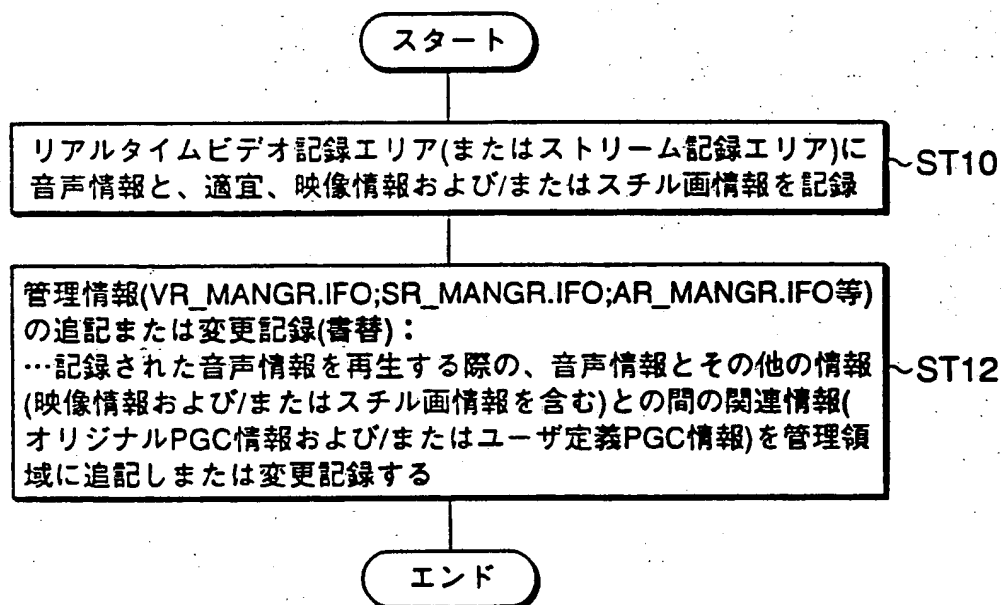 スタート
リアルタイムビデオ記録エリア(またはストリーム記録エリア)に
音声情報と、適宜、映像情報および/またはスチル画情報を記録
~ST10
管理情報(VR_MANGR.IFO;SR_MANGR.IFO;AR_MANGR.IFO等)
の追記または変更記録(書替)：
…記録された音声情報を再生する際の、音声情報とその他の情報
(映像情報および/またはスチル画情報を含む)との間の関連情報(
オリジナルPGC情報および/またはユーザ定義PGC情報)を管理領
域に追記しまたは変更記録する
~ST12
エンド